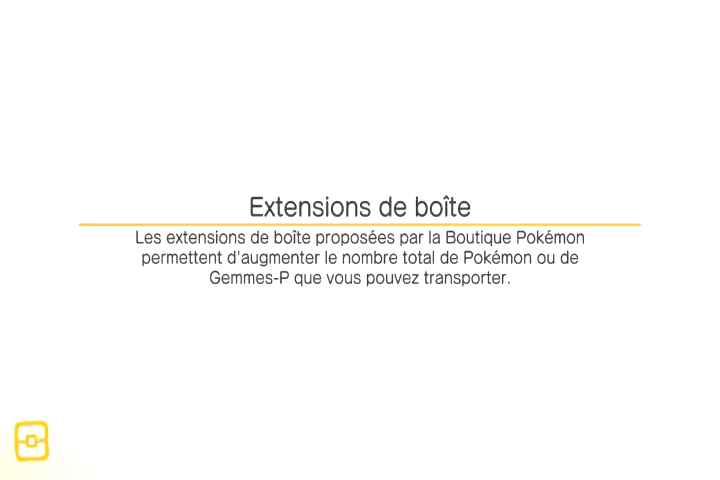 Extensions de boîte
Les extensions de boîte proposées par la Boutique Pokémon
permettent d'augmenter le nombre total de Pokémon ou de
Gemmes-P que vous pouvez transporter.